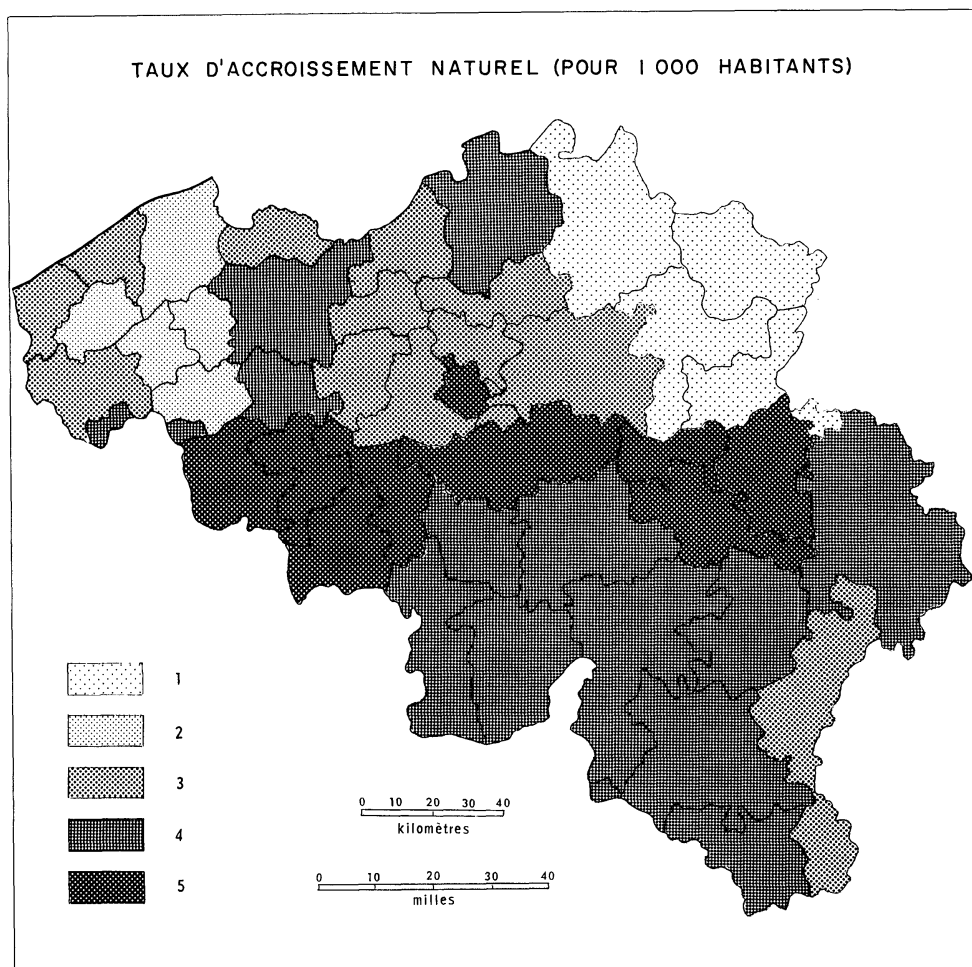 TAUX D'ACCROISSEMENT NATUREL (POUR 1 000 HABITANTS)
1
2
3
4
5
0 10 20 30 40
kilomètres
0 10 20 30 40
milles